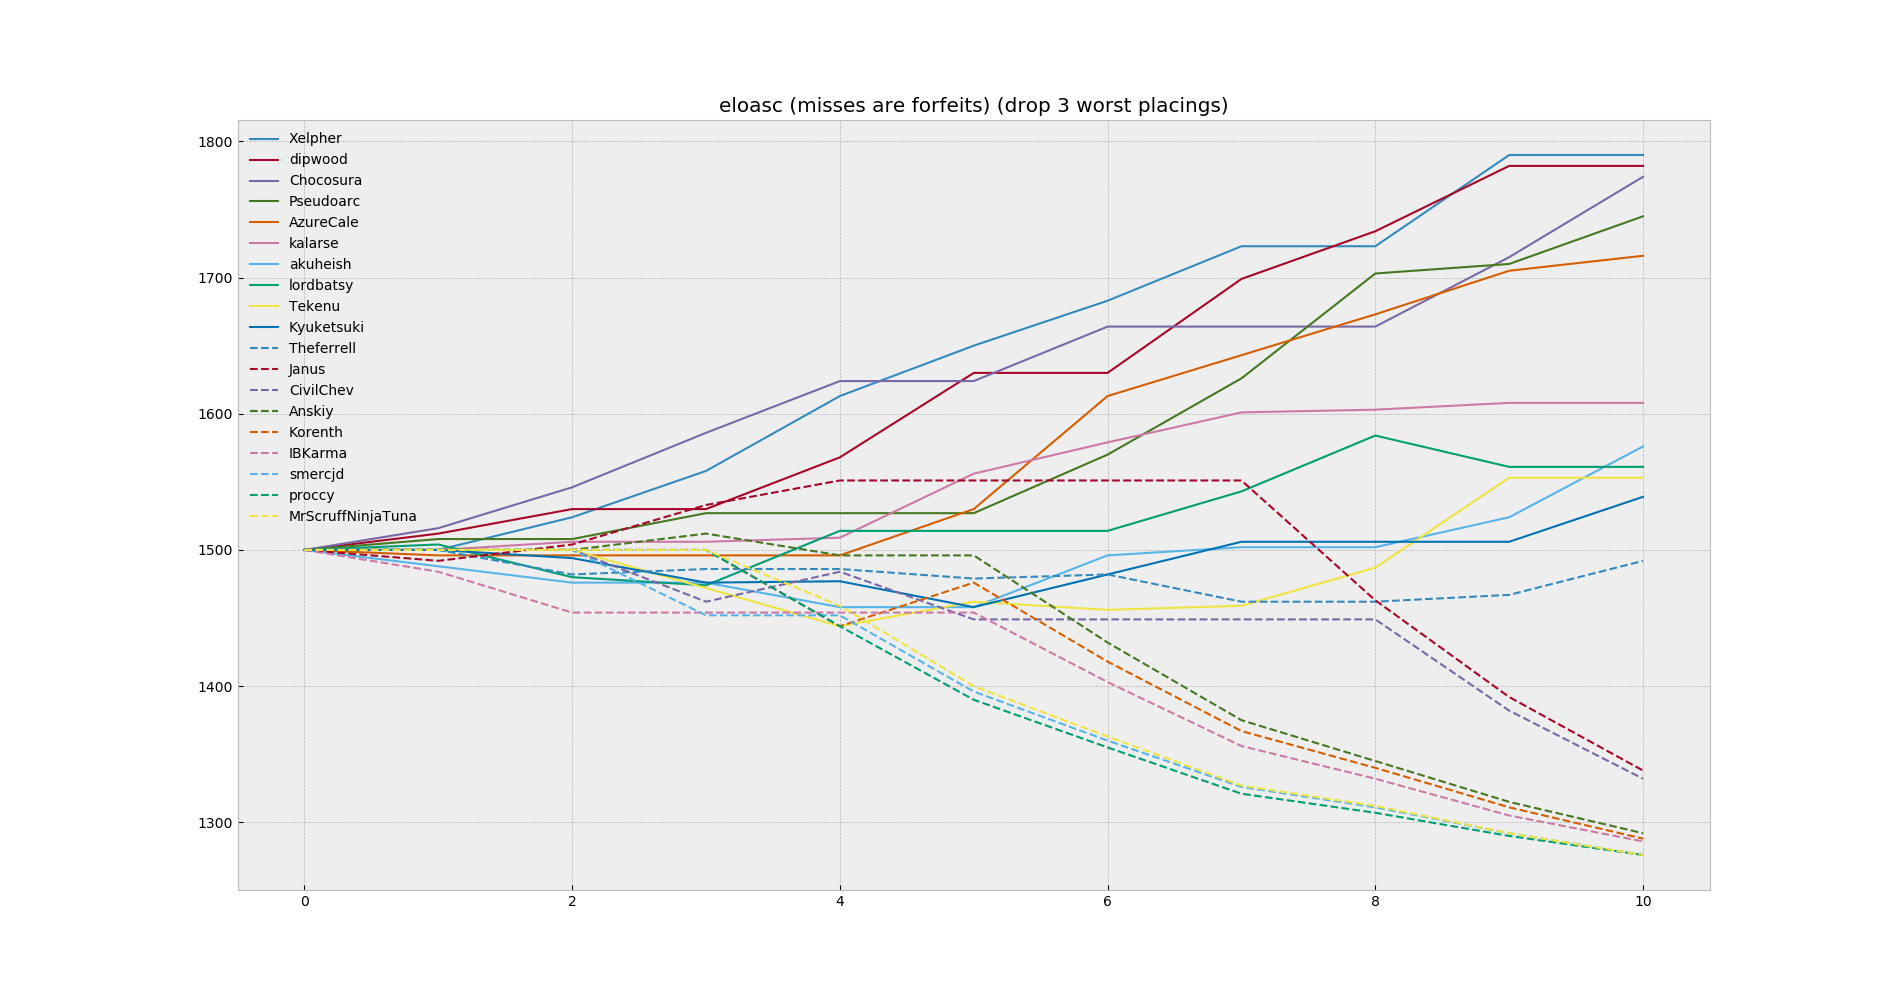 eloasc (misses are forfeits) (drop 3 worst placings)
1800
1700
1600
1500
1400
1300
Xelpher
dipwood
Chocosura
Pseudoarc
AzureCale
kalarse
akuheish
lordbatsy
Tekenu
Kyuketsuki
Theferrell
Janus
CivilChev
Anskiy
Korenth
IBKarma
smercjd
proccy
MrScruffNinjaTuna
0 2 4 6 8 10